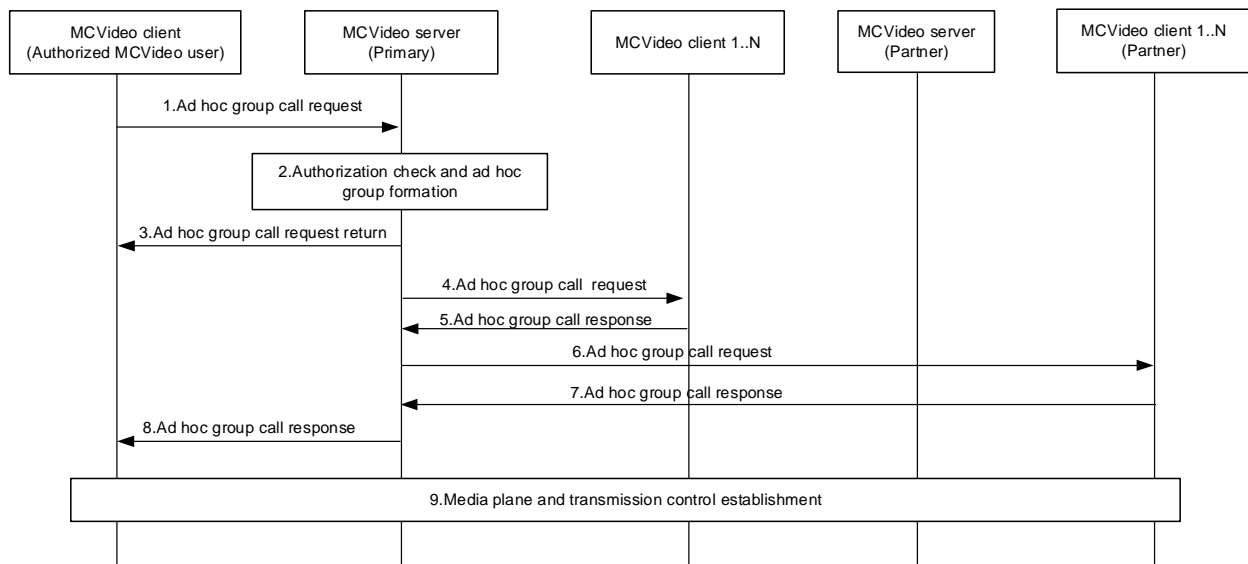 MCVideo client
(Authorized MCVideo user)
MCVideo server
(Primary)
MCVideo client 1..N
MCVideo server
(Partner)
MCVideo client 1..N
(Partner)
1.Ad hoc group call request
2.Authorization check and ad hoc
group formation
3.Ad hoc group call request return
4.Ad hoc group call request
5.Ad hoc group call response
6.Ad hoc group call request
7.Ad hoc group call response
8.Ad hoc group call response
9.Media plane and transmission control establishment